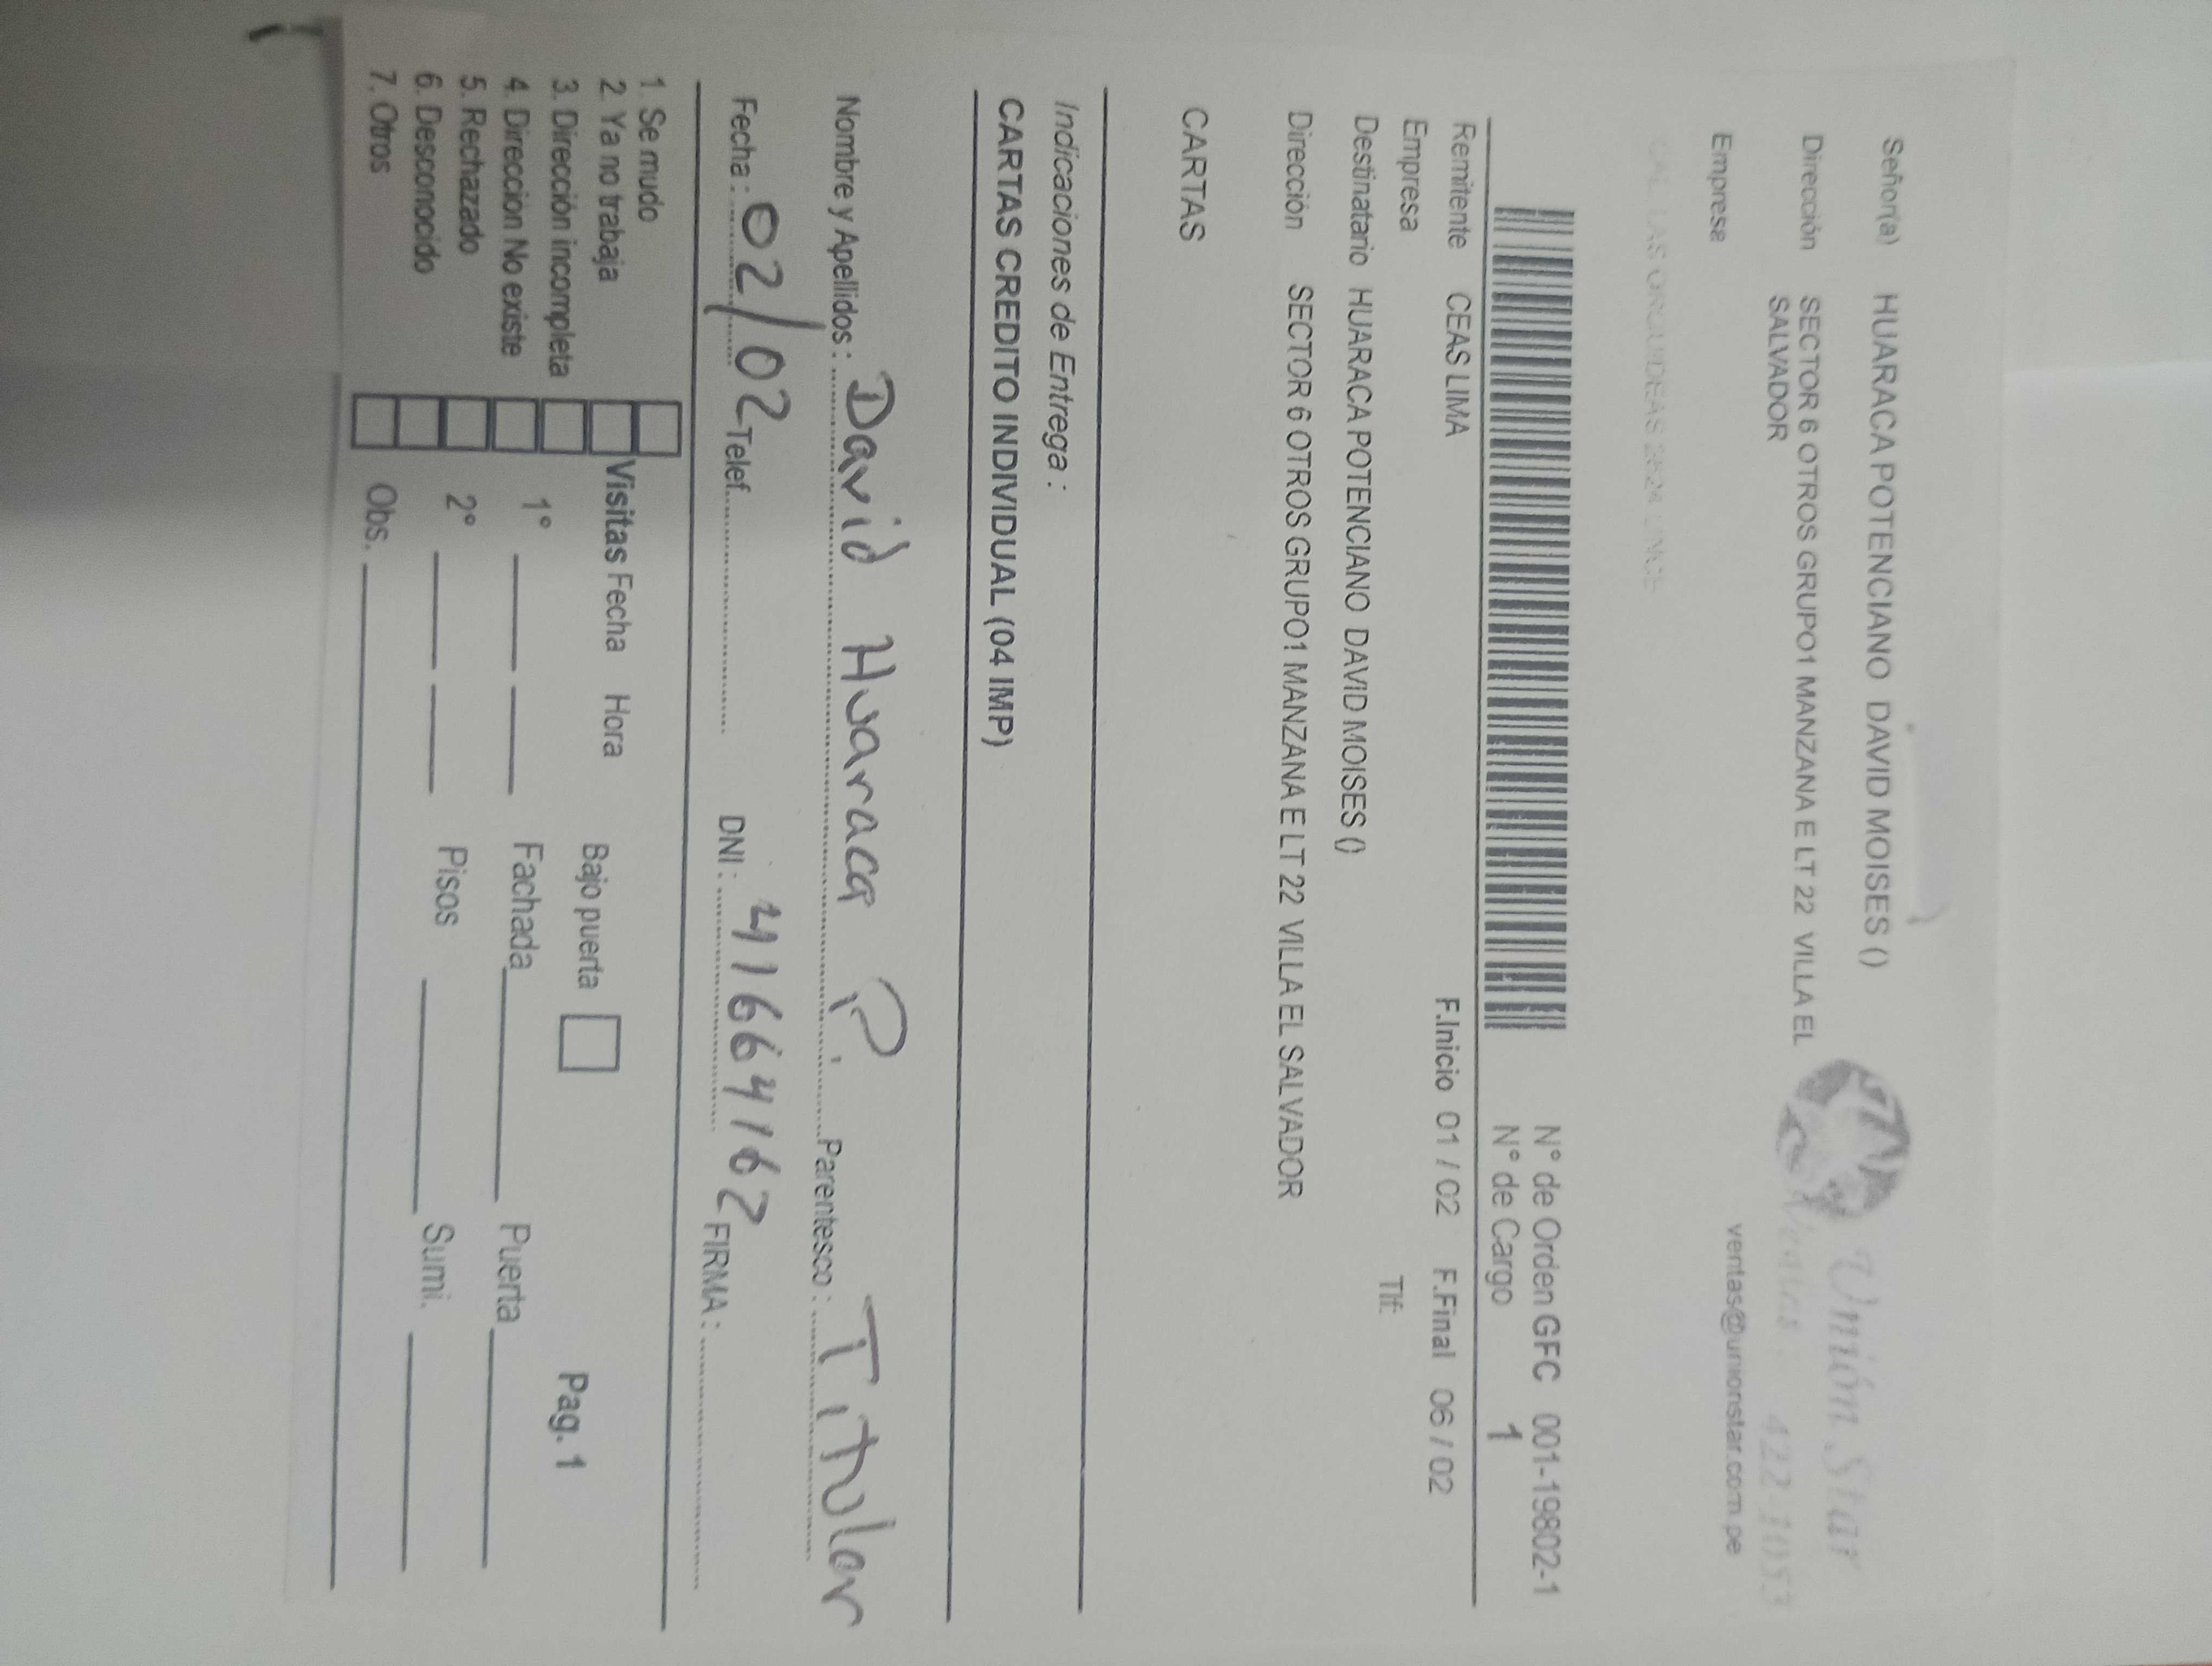 Señor(a) HUARACA POTENCIANO DAVID MOISES ()
Unión Star
Dirección SECTOR 6 OTROS GRUPO1 MANZANA E LT 22 VILLA EL
SALVADOR
Ventas: 422-1053
Empresa
ventas@unionstar.com.pe
N° de Orden GFC 001-19802-1
N° de Cargo 1
Remitente CEAS LIMA F.Inicio 01 / 02 F.Final 06 / 02
Empresa
Tlf:
Destinatario HUARACA POTENCIANO DAVID MOISES ()
Dirección SECTOR 6 OTROS GRUPO1 MANZANA E LT 22 VILLA EL SALVADOR
CARTAS
Indicaciones de Entrega :
CARTAS CREDITO INDIVIDUAL (04 IMP)
Nombre y Apellidos : David Huaraca P. Parentesco : Titular
Fecha : 02/02 Telef. DNI : 41664162 FIRMA :
1. Se mudo
2. Ya no trabaja Visitas Fecha Hora Bajo puerta Pag. 1
3. Dirección incompleta
4. Direccion No existe 1° Fachada Puerta
5. Rechazado 2° Pisos Sumi.
6. Desconocido
7. Otros Obs.